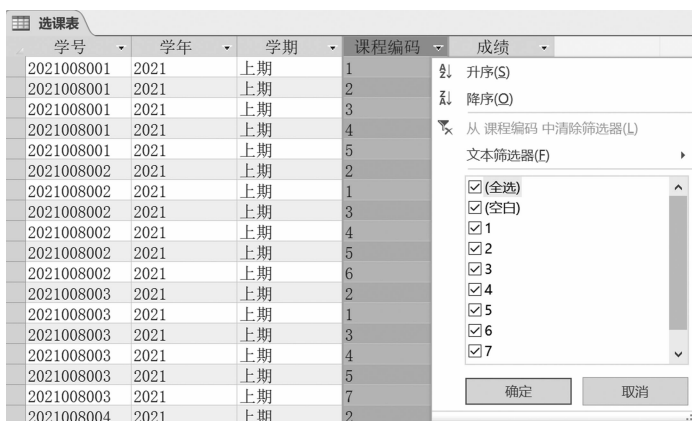 选课表
学号 学年 学期 课程编码 成绩
2021008001 2021 上期 1
2021008001 2021 上期 2
2021008001 2021 上期 3
2021008001 2021 上期 4
2021008001 2021 上期 5
2021008002 2021 上期 2
2021008002 2021 上期 1
2021008002 2021 上期 3
2021008002 2021 上期 4
2021008002 2021 上期 5
2021008002 2021 上期 6
2021008003 2021 上期 2
2021008003 2021 上期 1
2021008003 2021 上期 3
2021008003 2021 上期 4
2021008003 2021 上期 5
2021008003 2021 上期 7
2021008004 2021 上期 2
升序(S)
降序(O)
从 课程编码 中清除筛选器(L)
文本筛选器(F)
(全选)
(空白)
1
2
3
4
5
6
7
确定 取消